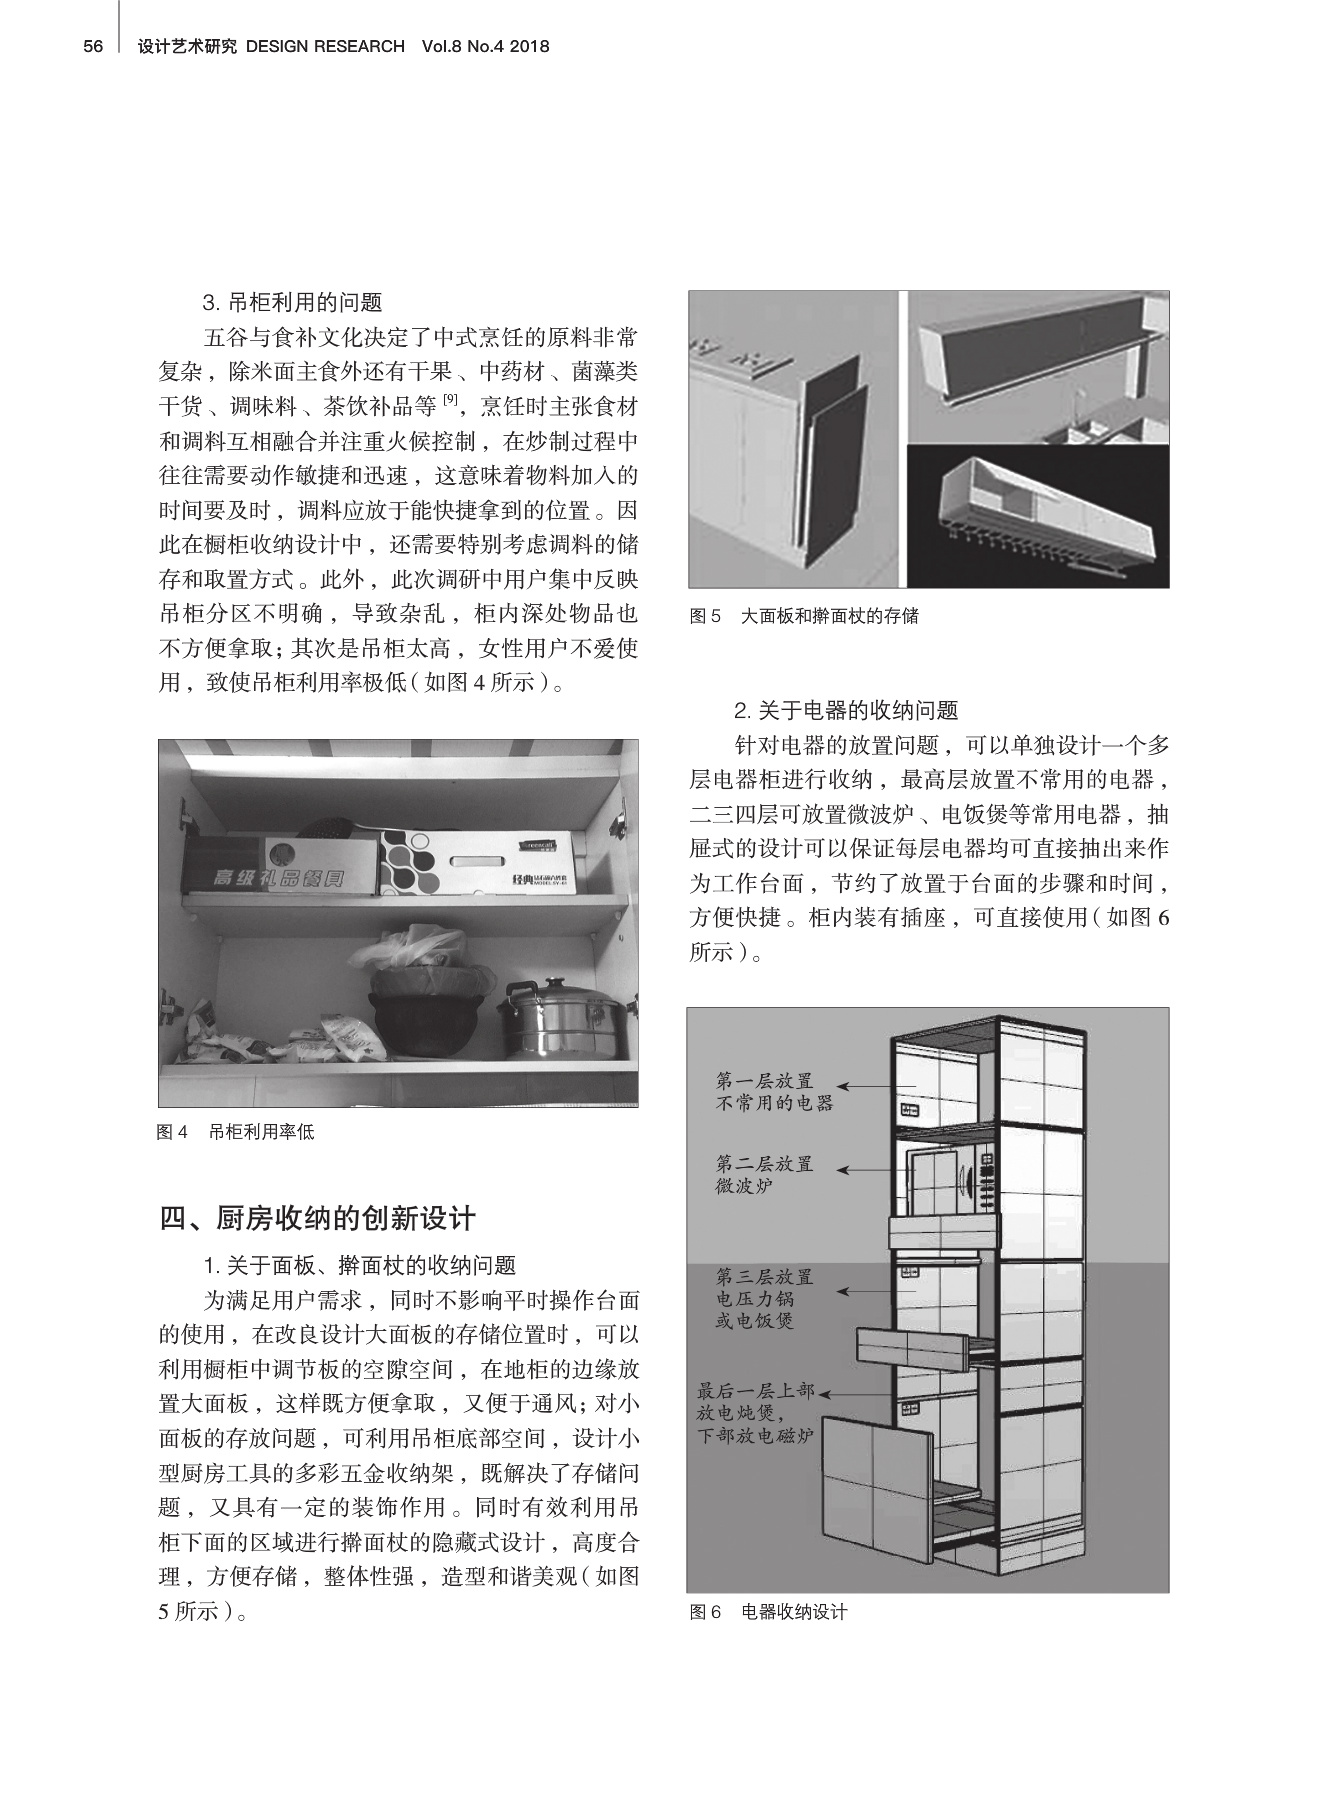 56 设计艺术研究 DESIGN RESEARCH Vol.8 No.4 2018
3. 吊柜利用的问题
五谷与食补文化决定了中式烹饪的原料非常
复杂，除米面主食外还有干果、中药材、菌藻类
干货、调味料、茶饮补品等[9]，烹饪时主张食材
和调料互相融合并注重火候控制，在炒制过程中
往往需要动作敏捷和迅速，这意味着物料加入的
时间要及时，调料应放于能快捷拿到的位置。因
此在橱柜收纳设计中，还需要特别考虑调料的储
存和取置方式。此外，此次调研中用户集中反映
吊柜分区不明确，导致杂乱，柜内深处物品也
不方便拿取；其次是吊柜太高，女性用户不爱使
用，致使吊柜利用率极低（如图 4 所示）。
高级礼品餐具
经典
图 4 吊柜利用率低
四、厨房收纳的创新设计
1. 关于面板、擀面杖的收纳问题
为满足用户需求，同时不影响平时操作台面
的使用，在改良设计大面板的存储位置时，可以
利用橱柜中调节板的空隙空间，在地柜的边缘放
置大面板，这样既方便拿取，又便于通风；对小
面板的存放问题，可利用吊柜底部空间，设计小
型厨房工具的多彩五金收纳架，既解决了存储问
题，又具有一定的装饰作用。同时有效利用吊
柜下面的区域进行擀面杖的隐藏式设计，高度合
理，方便存储，整体性强，造型和谐美观（如图
5 所示）。
图 5 大面板和擀面杖的存储
2. 关于电器的收纳问题
针对电器的放置问题，可以单独设计一个多
层电器柜进行收纳，最高层放置不常用的电器，
二三四层可放置微波炉、电饭煲等常用电器，抽
屉式的设计可以保证每层电器均可直接抽出来作
为工作台面，节约了放置于台面的步骤和时间，
方便快捷。柜内装有插座，可直接使用（如图 6
所示）。
第一层放置
不常用的电器
第二层放置
微波炉
第三层放置
电压力锅
或电饭煲
最后一层上部
放电炖煲，
下部放电磁炉
图 6 电器收纳设计